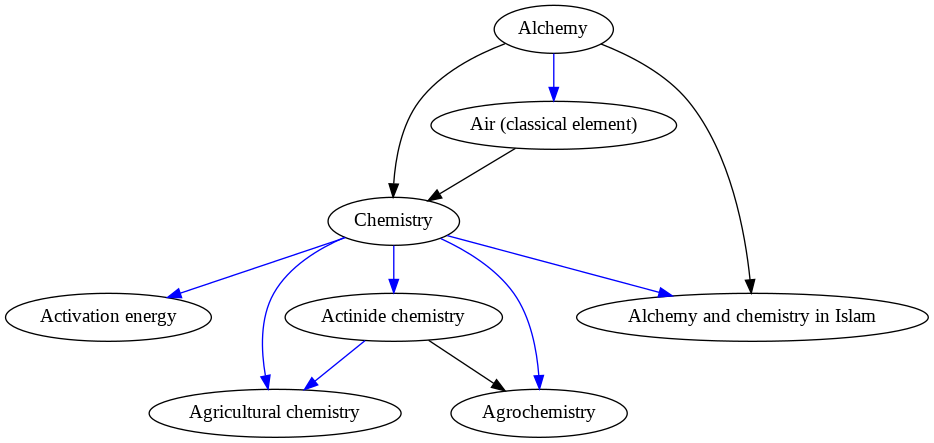 Alchemy
Air (classical element)
Chemistry
Activation energy
Actinide chemistry
Alchemy and chemistry in Islam
Agricultural chemistry
Agrochemistry